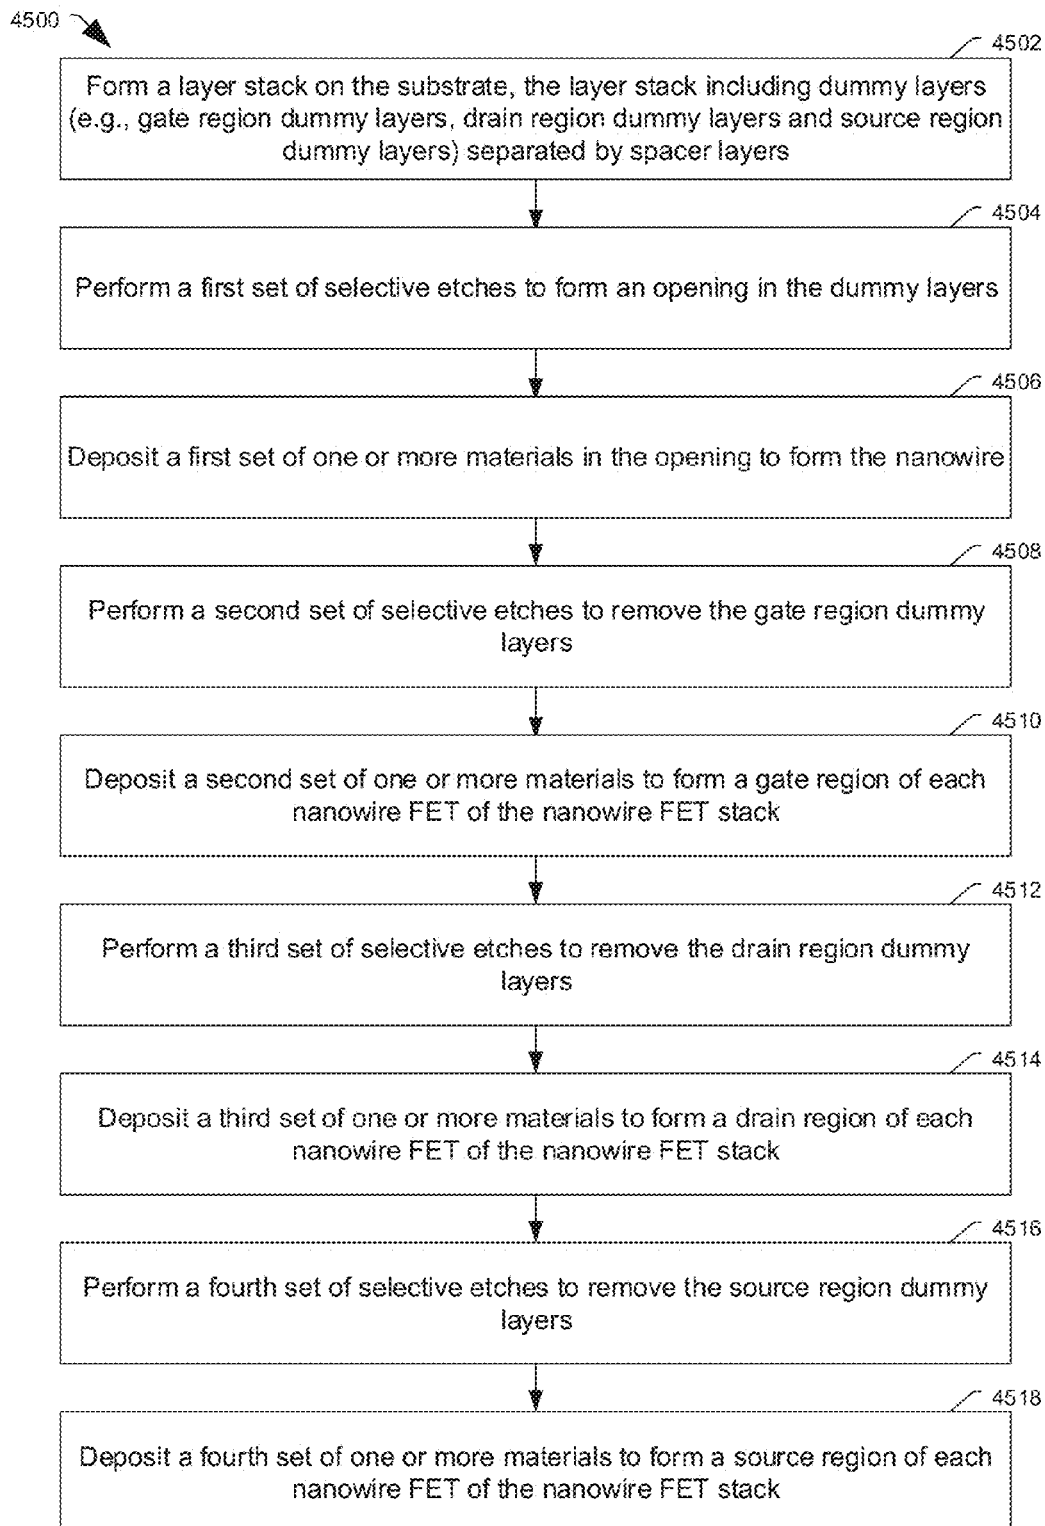 4500
4502
Form a layer stack on the substrate, the layer stack including dummy layers
(e.g., gate region dummy layers, drain region dummy layers and source region
dummy layers) separated by spacer layers
4504
Perform a first set of selective etches to form an opening in the dummy layers
4506
Deposit a first set of one or more materials in the opening to form the nanowire
4508
Perform a second set of selective etches to remove the gate region dummy
layers
4510
Deposit a second set of one or more materials to form a gate region of each
nanowire FET of the nanowire FET stack
4512
Perform a third set of selective etches to remove the drain region dummy
layers
4514
Deposit a third set of one or more materials to form a drain region of each
nanowire FET of the nanowire FET stack
4516
Perform a fourth set of selective etches to remove the source region dummy
layers
4518
Deposit a fourth set of one or more materials to form a source region of each
nanowire FET of the nanowire FET stack